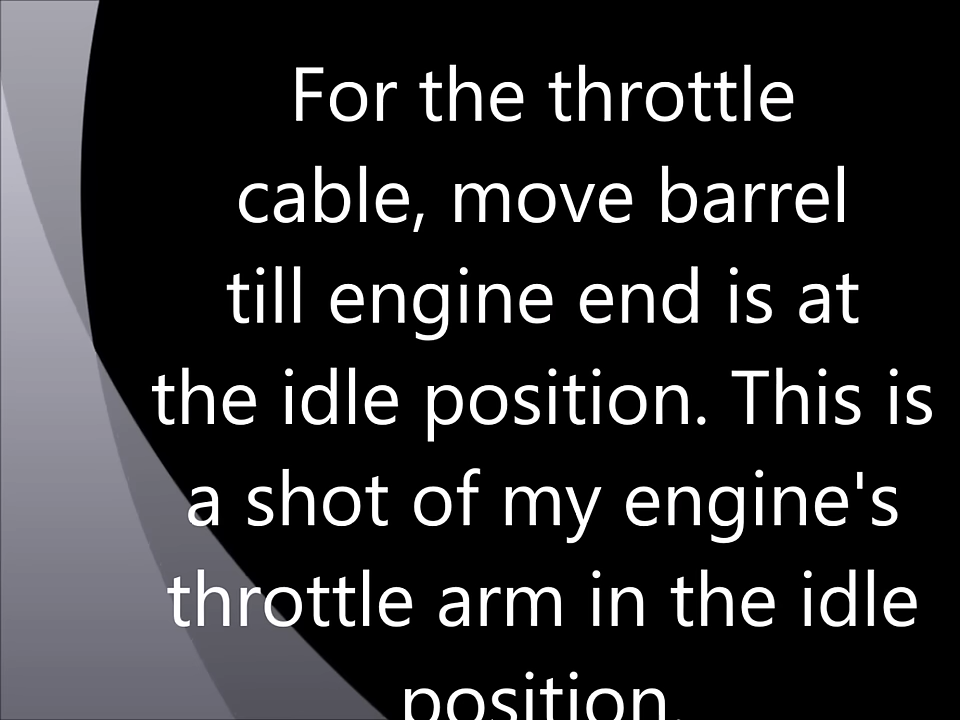 For the throttle
cable, move barrel
till engine end is at
the idle position. This is
a shot of my engine's
throttle arm in the idle
position.